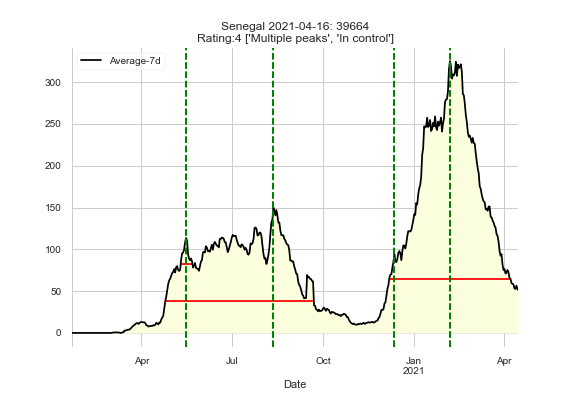 Senegal 2021-04-16: 39664
Rating:4 ['Multiple peaks', 'In control']
Average-7d
300
250
200
150
100
50
0
Apr
Jul
Oct
Jan
2021
Apr
Date